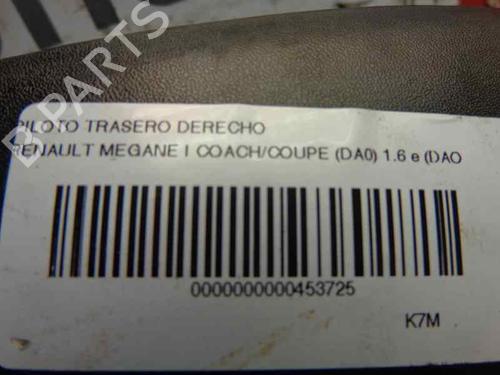 B PARTS
PILOTO TRASERO DERECHO
RENAULT MEGANE I COACH/COUPE (DA0) 1.6 e (DAO
0000000000453725
K7M